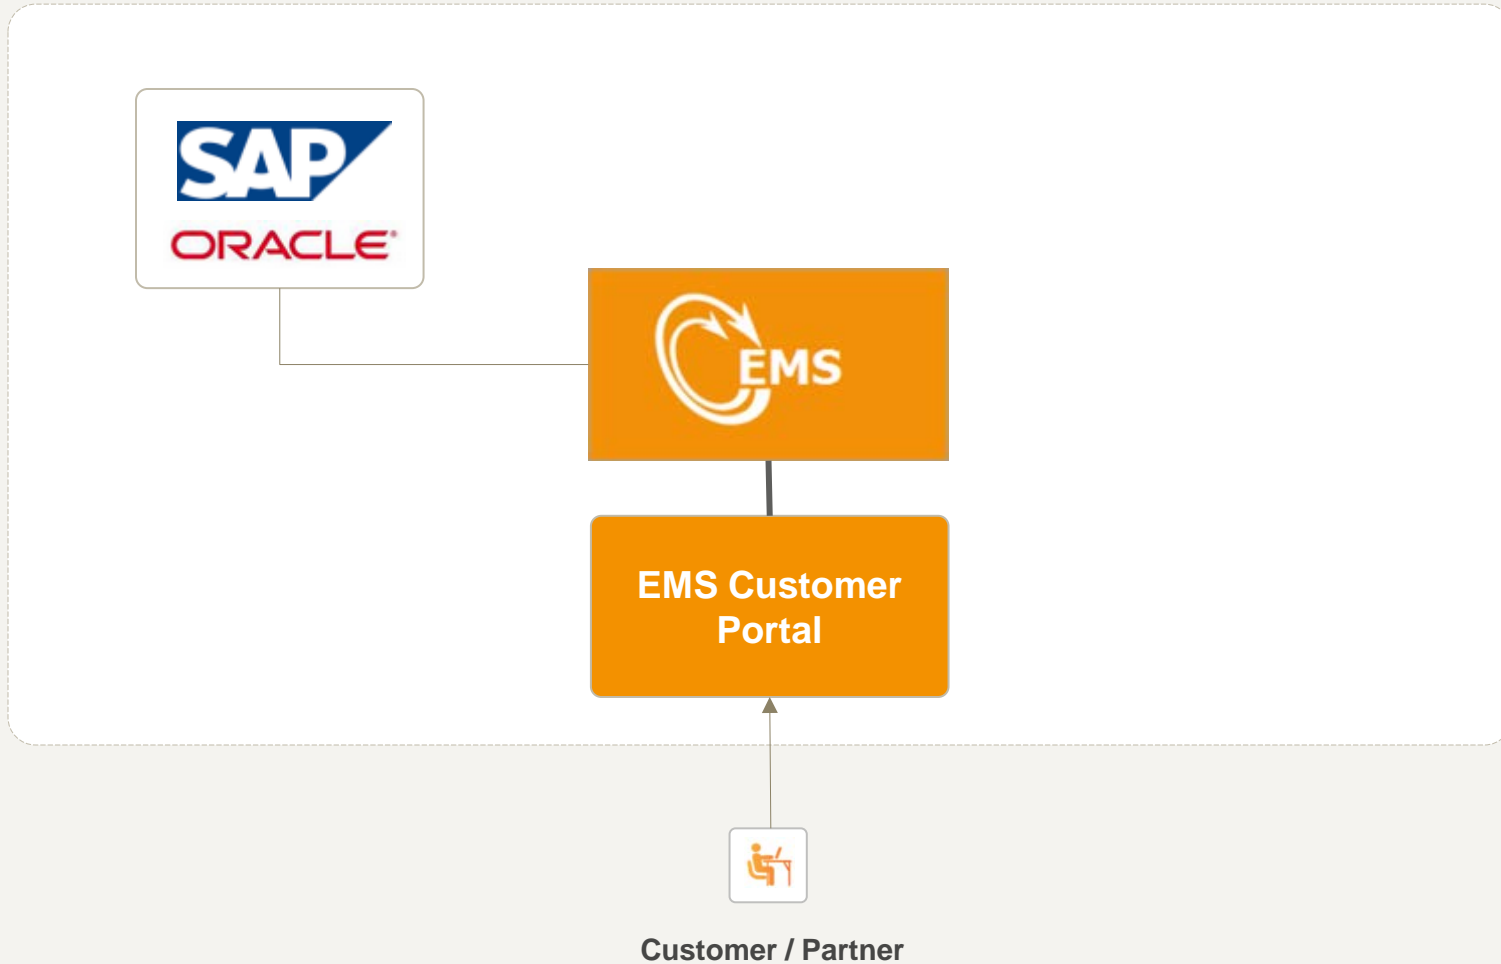 SAP
ORACLE®
EMS
EMS Customer
Portal
Customer / Partner